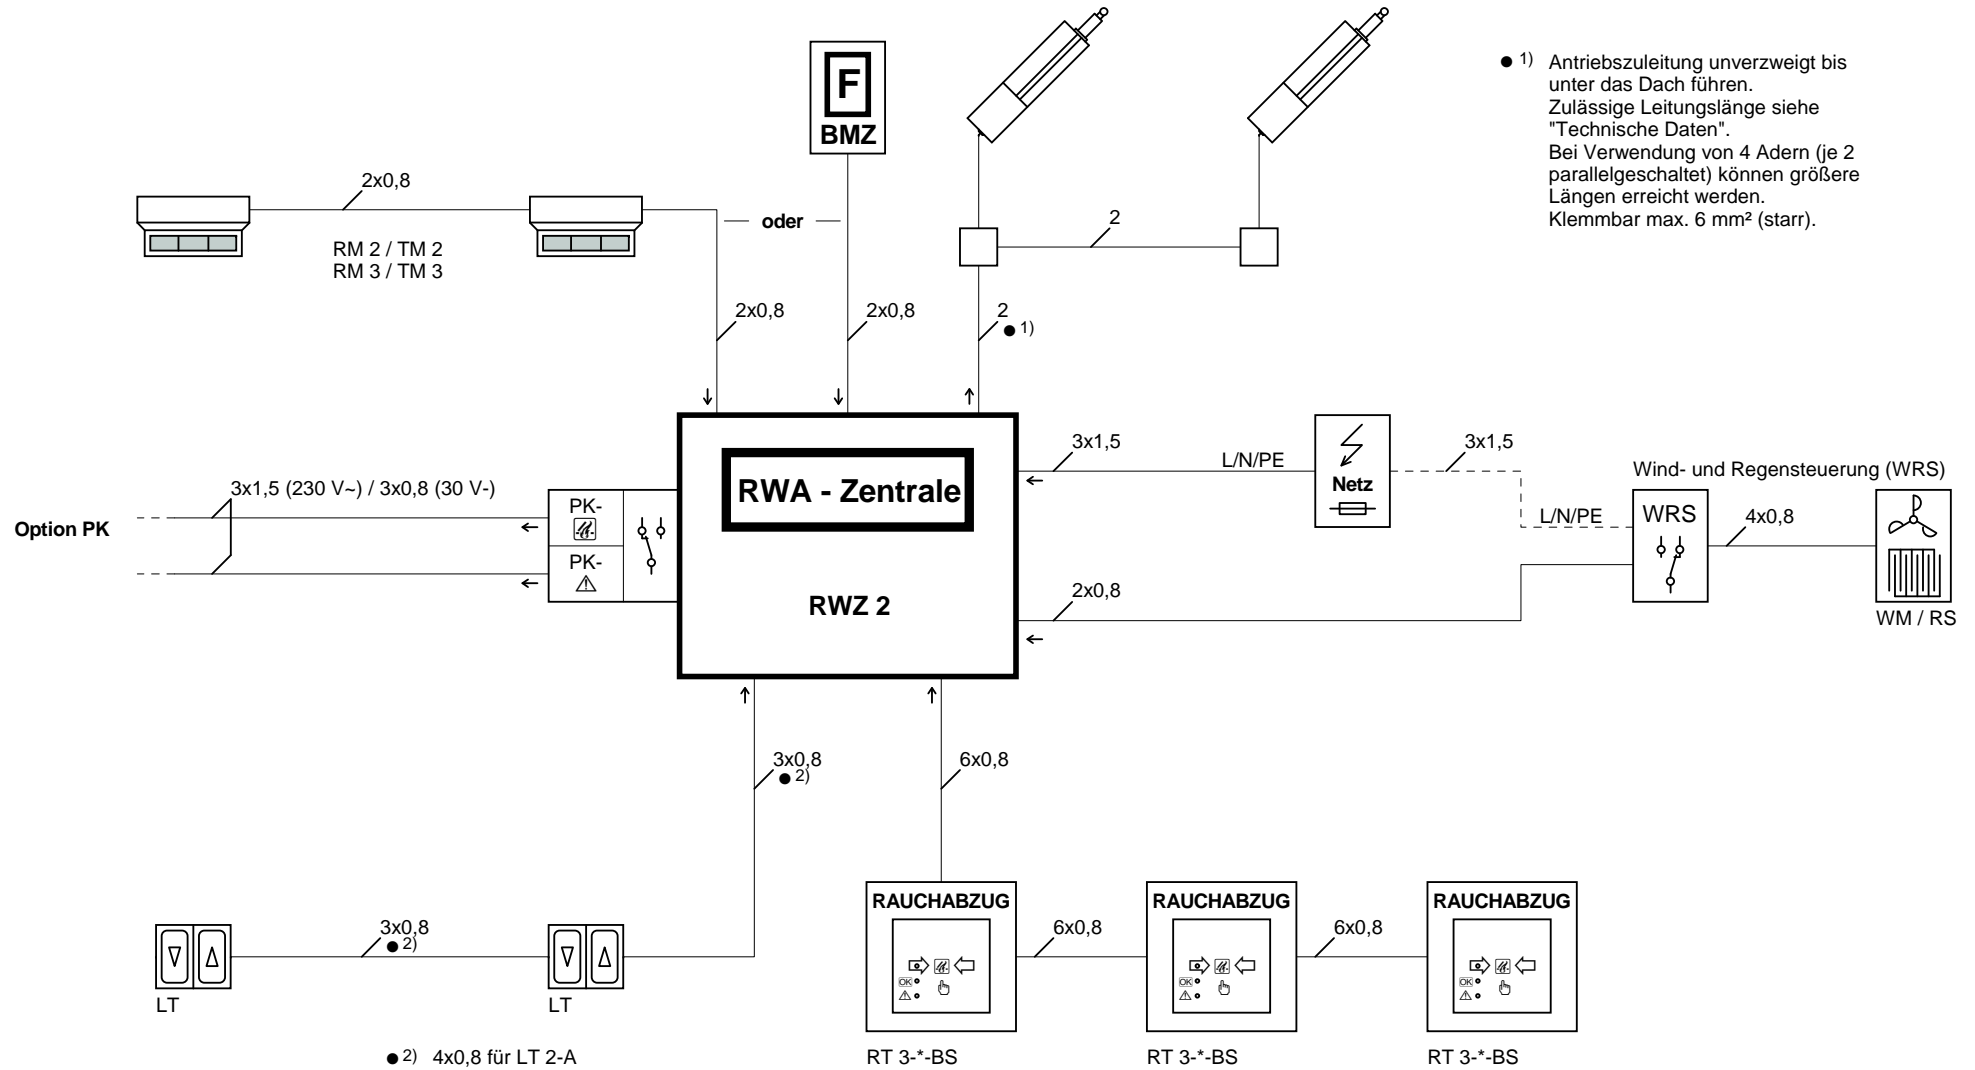 F
BMZ
● 1) Antriebszuleitung unverzweigt bis
unter das Dach führen.
Zulässige Leitungslänge siehe
"Technische Daten".
Bei Verwendung von 4 Adern (je 2
parallelgeschaltet) können größere
Längen erreicht werden.
Klemmbar max. 6 mm² (starr).
2x0,8
oder
2
RM 2 / TM 2
RM 3 / TM 3
2x0,8
2x0,8
2
● 1)
3x1,5
L/N/PE
Netz
3x1,5
Wind- und Regensteuerung (WRS)
L/N/PE
WRS
4x0,8
WM / RS
RWA - Zentrale
RWZ 2
3x1,5 (230 V~) / 3x0,8 (30 V-)
Option PK
PK-
PK-
2x0,8
3x0,8
● 2)
6x0,8
RAUCHABZUG
RAUCHABZUG
RAUCHABZUG
3x0,8
● 2)
6x0,8
6x0,8
OK
OK
OK
LT
LT
● 2) 4x0,8 für LT 2-A
RT 3-*-BS
RT 3-*-BS
RT 3-*-BS